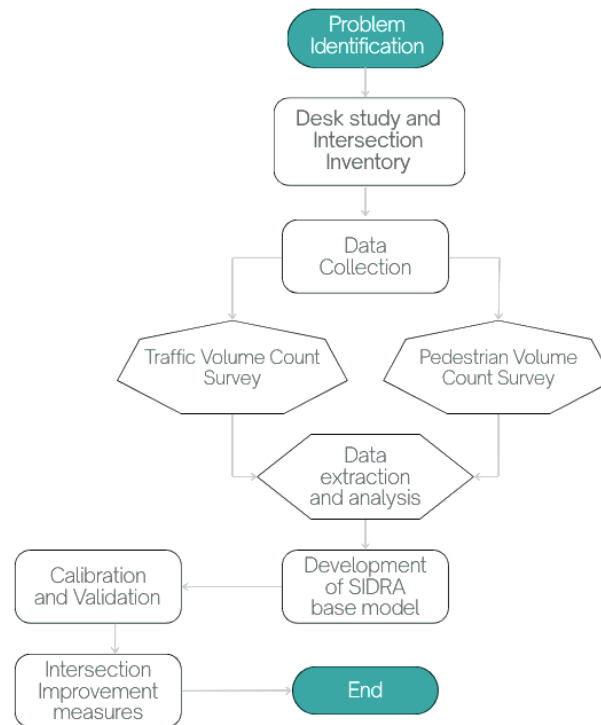 Problem
Identification
Desk study and
Intersection
Inventory
Data
Collection
Traffic Volume Count
Survey
Pedestrian Volume
Count Survey
Data
extraction
and analysis
Calibration
and Validation
Development
of SIDRA
base model
Intersection
Improvement
measures
End